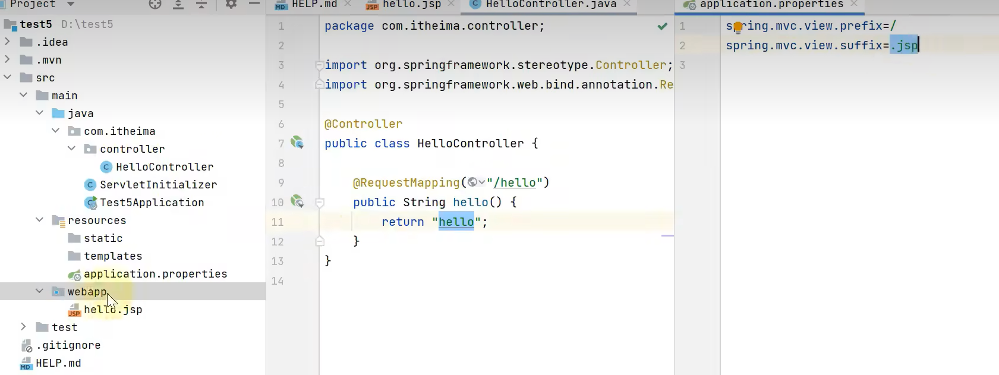 Project
HELP.md
hello.jsp
HelloController.java
application.properties
test5 D:\test5
.idea
.mvn
src
main
java
com.itheima
controller
C HelloController
C ServletInitializer
C Test5Application
resources
static
templates
application.properties
webapp
JSP hello.jsp
test
.gitignore
MD HELP.md
1 package com.itheima.controller;
2
3 import org.springframework.stereotype.Controller;
4 import org.springframework.web.bind.annotation.Re
5
6 @Controller
7 public class HelloController {
8
9 @RequestMapping("/hello")
10 public String hello() {
11 return "hello";
12 }
13 }
14
1 spring.mvc.view.prefix=/
2 spring.mvc.view.suffix=.jsp
3